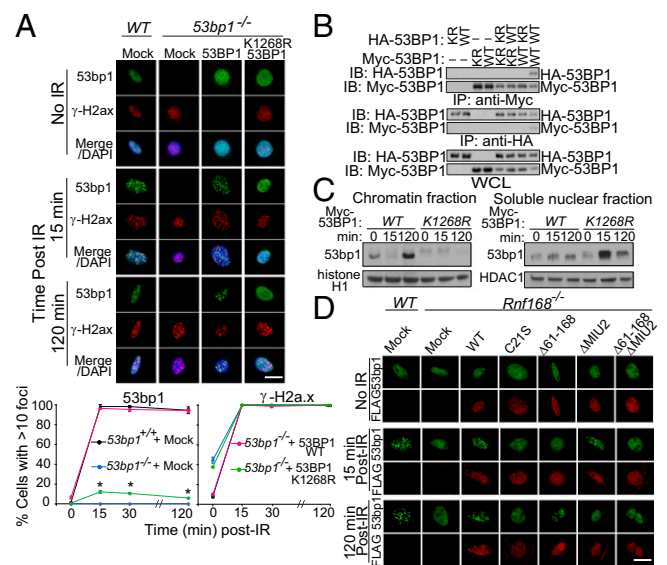 A
WT
53bp1-/-
Mock
Mock
53BP1
K1268R
53BP1
No IR
53bp1
γ-H2ax
Merge
/DAPI
Time Post IR
15 min
53bp1
γ-H2ax
Merge
/DAPI
120 min
53bp1
γ-H2ax
Merge
/DAPI
% Cells with >10 foci
53bp1
100
80
60
40
20
0
53bp1+/+ + Mock
53bp1-/- + Mock
* * *
0 15 30 120
γ-H2a.x
53bp1-/- + 53BP1
WT
53bp1-/- + 53BP1
K1268R
0 15 30 120
Time (min) post-IR
B
HA-53BP1: KR WT – – KR KR WT WT
Myc-53BP1: – – KR WT KR WT KR WT
IB: HA-53BP1 HA-53BP1
IB: Myc-53BP1 Myc-53BP1
IP: anti-Myc
IB: HA-53BP1 HA-53BP1
IB: Myc-53BP1 Myc-53BP1
IP: anti-HA
IB: HA-53BP1 HA-53BP1
IB: Myc-53BP1 Myc-53BP1
WCL
C
Chromatin fraction
Myc-
53BP1: WT K1268R
min: 0 15 120 0 15 120
53bp1
histone
H1
Soluble nuclear fraction
Myc-
53BP1: WT K1268R
min: 0 15 120 0 15 120
53bp1
HDAC1
D
WT
Rnf168-/-
Mock
Mock
WT
C21S
Δ61-168
ΔMIU2
Δ61-168
ΔMIU2
No IR
53bp1
FLAG
15 min
Post-IR
53bp1
FLAG
120 min
Post-IR
53bp1
FLAG